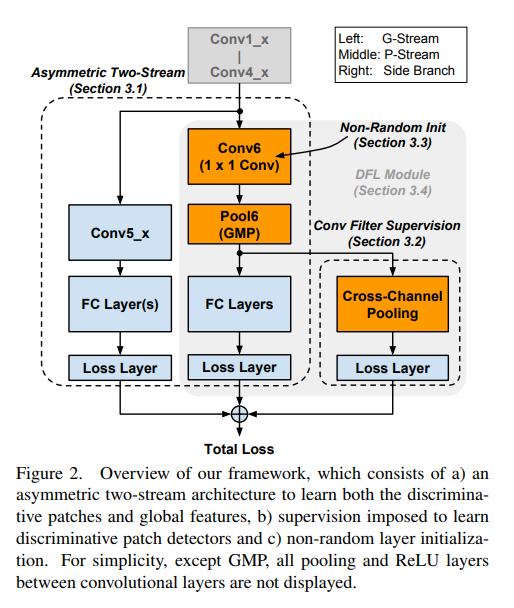 Conv1_x
|
Conv4_x
Left: G-Stream
Middle: P-Stream
Right: Side Branch
Asymmetric Two-Stream
(Section 3.1)
Conv6
(1 x 1 Conv)
Non-Random Init
(Section 3.3)
DFL Module
(Section 3.4)
Conv5_x
Pool6
(GMP)
Conv Filter Supervision
(Section 3.2)
FC Layer(s)
FC Layers
Cross-Channel
Pooling
Loss Layer
Loss Layer
Loss Layer
Total Loss
Figure 2. Overview of our framework, which consists of a) an
asymmetric two-stream architecture to learn both the discrimina-
tive patches and global features, b) supervision imposed to learn
discriminative patch detectors and c) non-random layer initializa-
tion. For simplicity, except GMP, all pooling and ReLU layers
between convolutional layers are not displayed.